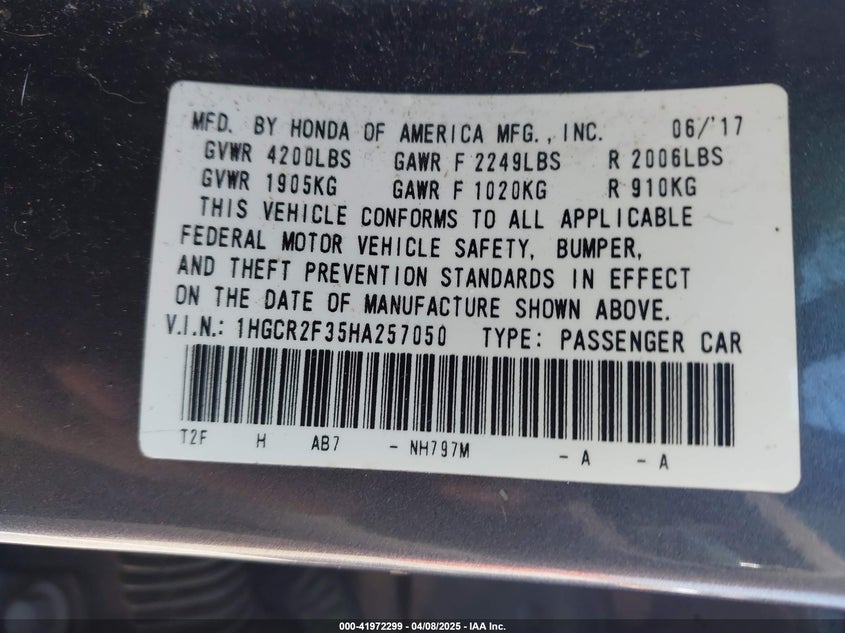 MFD. BY HONDA OF AMERICA MFG., INC. 06/'17
GVWR 4200LBS GAWR F 2249LBS R 2006LBS
GVWR 1905KG GAWR F 1020KG R 910KG
THIS VEHICLE CONFORMS TO ALL APPLICABLE
FEDERAL MOTOR VEHICLE SAFETY, BUMPER,
AND THEFT PREVENTION STANDARDS IN EFFECT
ON THE DATE OF MANUFACTURE SHOWN ABOVE.
V.I.N.: 1HGCR2F35HA257050 TYPE: PASSENGER CAR
T2F H AB7 - NH797M - A - A
000-41972299 04/08/2025 - IAA Inc.